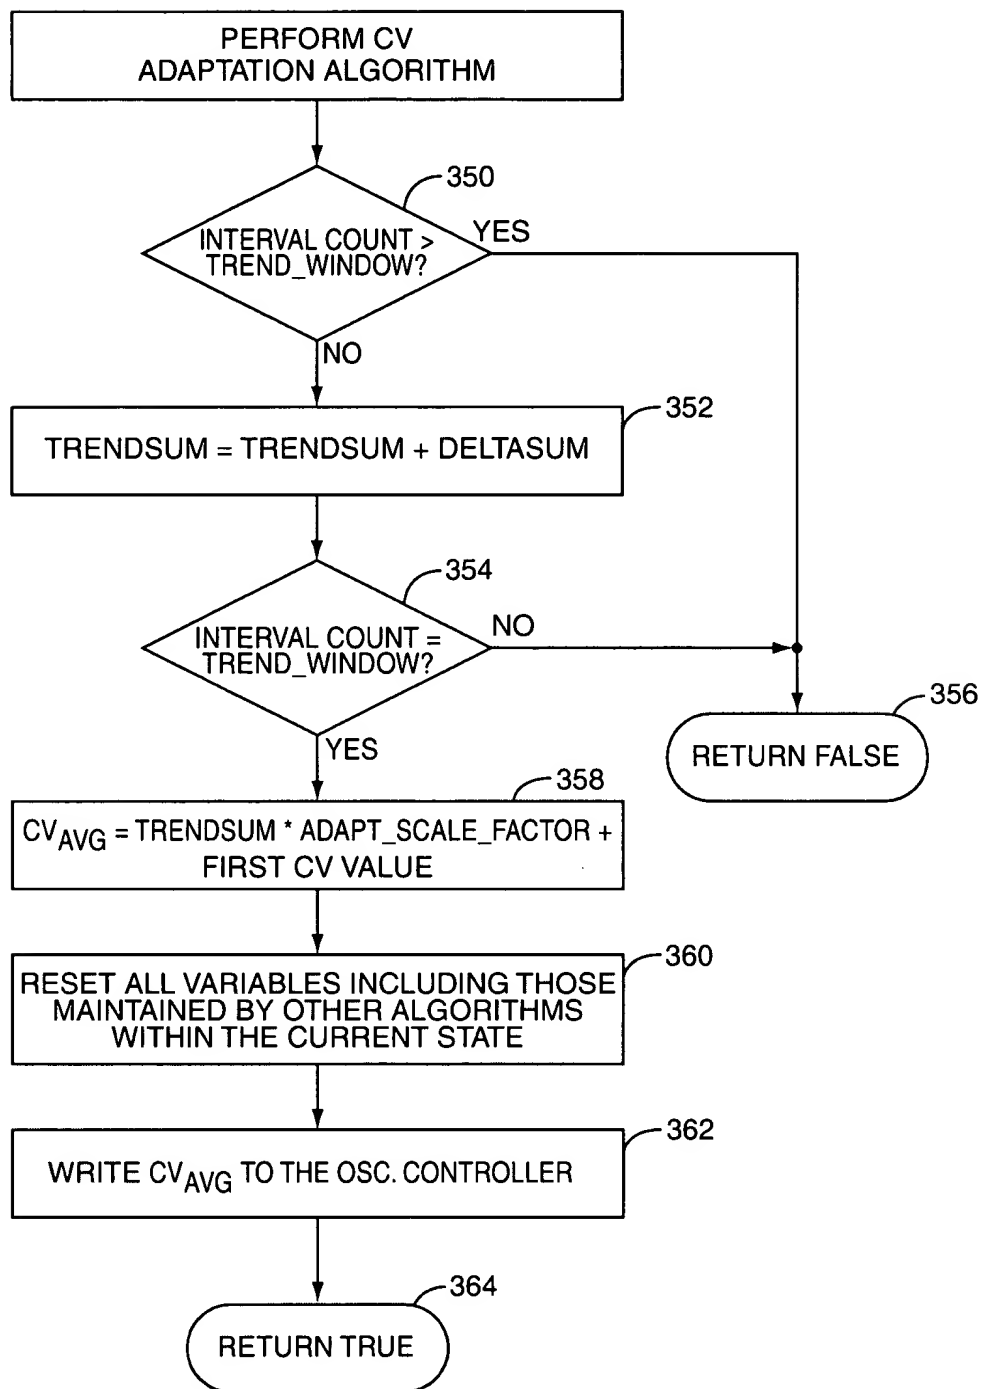 PERFORM CV
ADAPTATION ALGORITHM
350
INTERVAL COUNT >
TREND_WINDOW?
YES
NO
352
TRENDSUM = TRENDSUM + DELTASUM
354
INTERVAL COUNT =
TREND_WINDOW?
NO
YES
356
RETURN FALSE
358
CVAVG = TRENDSUM * ADAPT_SCALE_FACTOR +
FIRST CV VALUE
360
RESET ALL VARIABLES INCLUDING THOSE
MAINTAINED BY OTHER ALGORITHMS
WITHIN THE CURRENT STATE
362
WRITE CVAVG TO THE OSC. CONTROLLER
364
RETURN TRUE